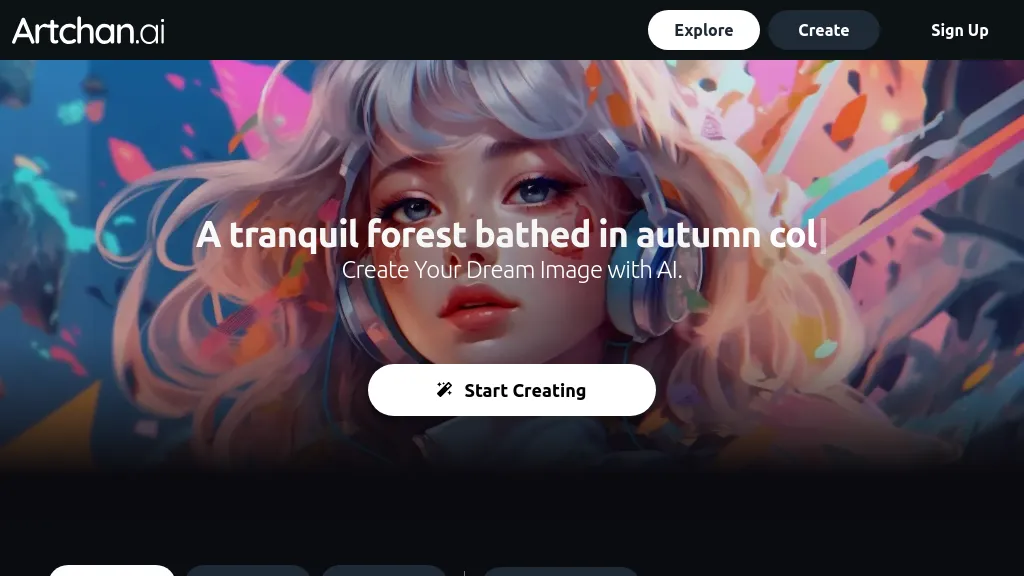 Artchan.ai
Explore
Create
Sign Up
A tranquil forest bathed in autumn col
Create Your Dream Image with AI.
Start Creating